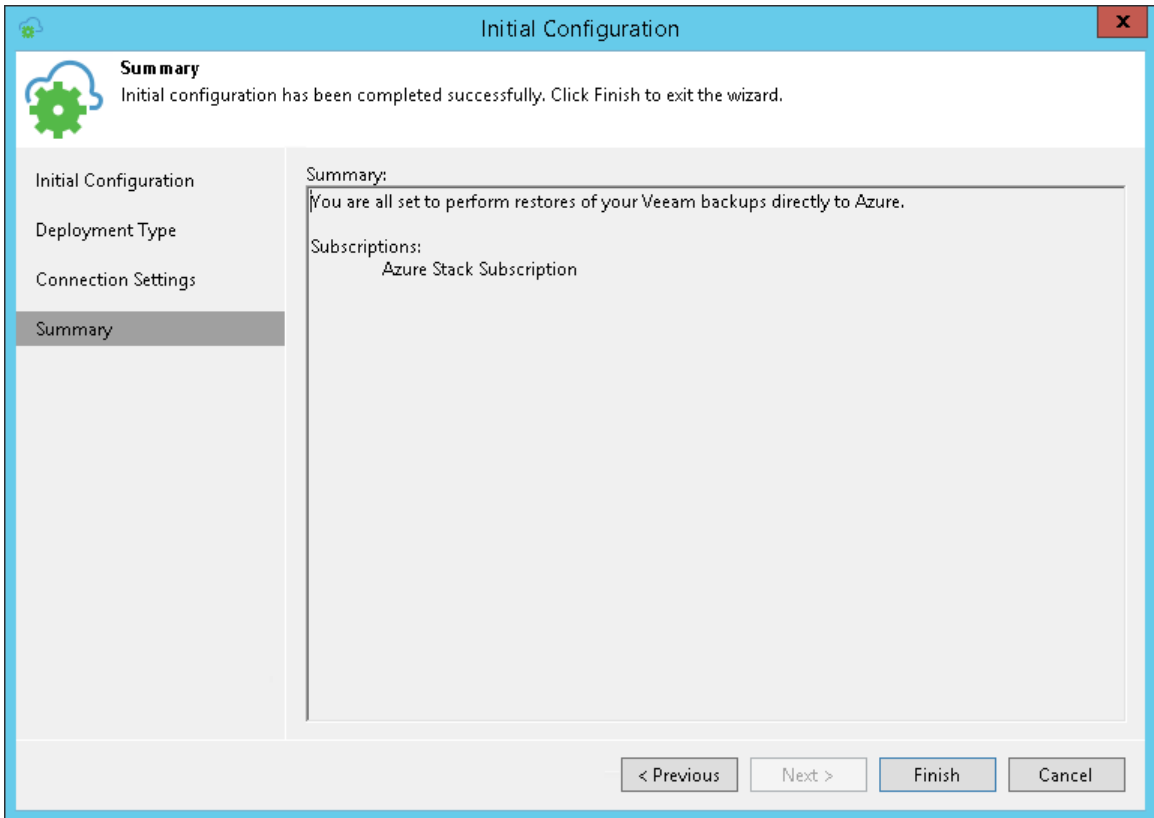 Initial Configuration
x
Summary
Initial configuration has been completed successfully. Click Finish to exit the wizard.
Initial Configuration
Deployment Type
Connection Settings
Summary
Summary:
You are all set to perform restores of your Veeam backups directly to Azure.
Subscriptions:
Azure Stack Subscription
< Previous
Next >
Finish
Cancel